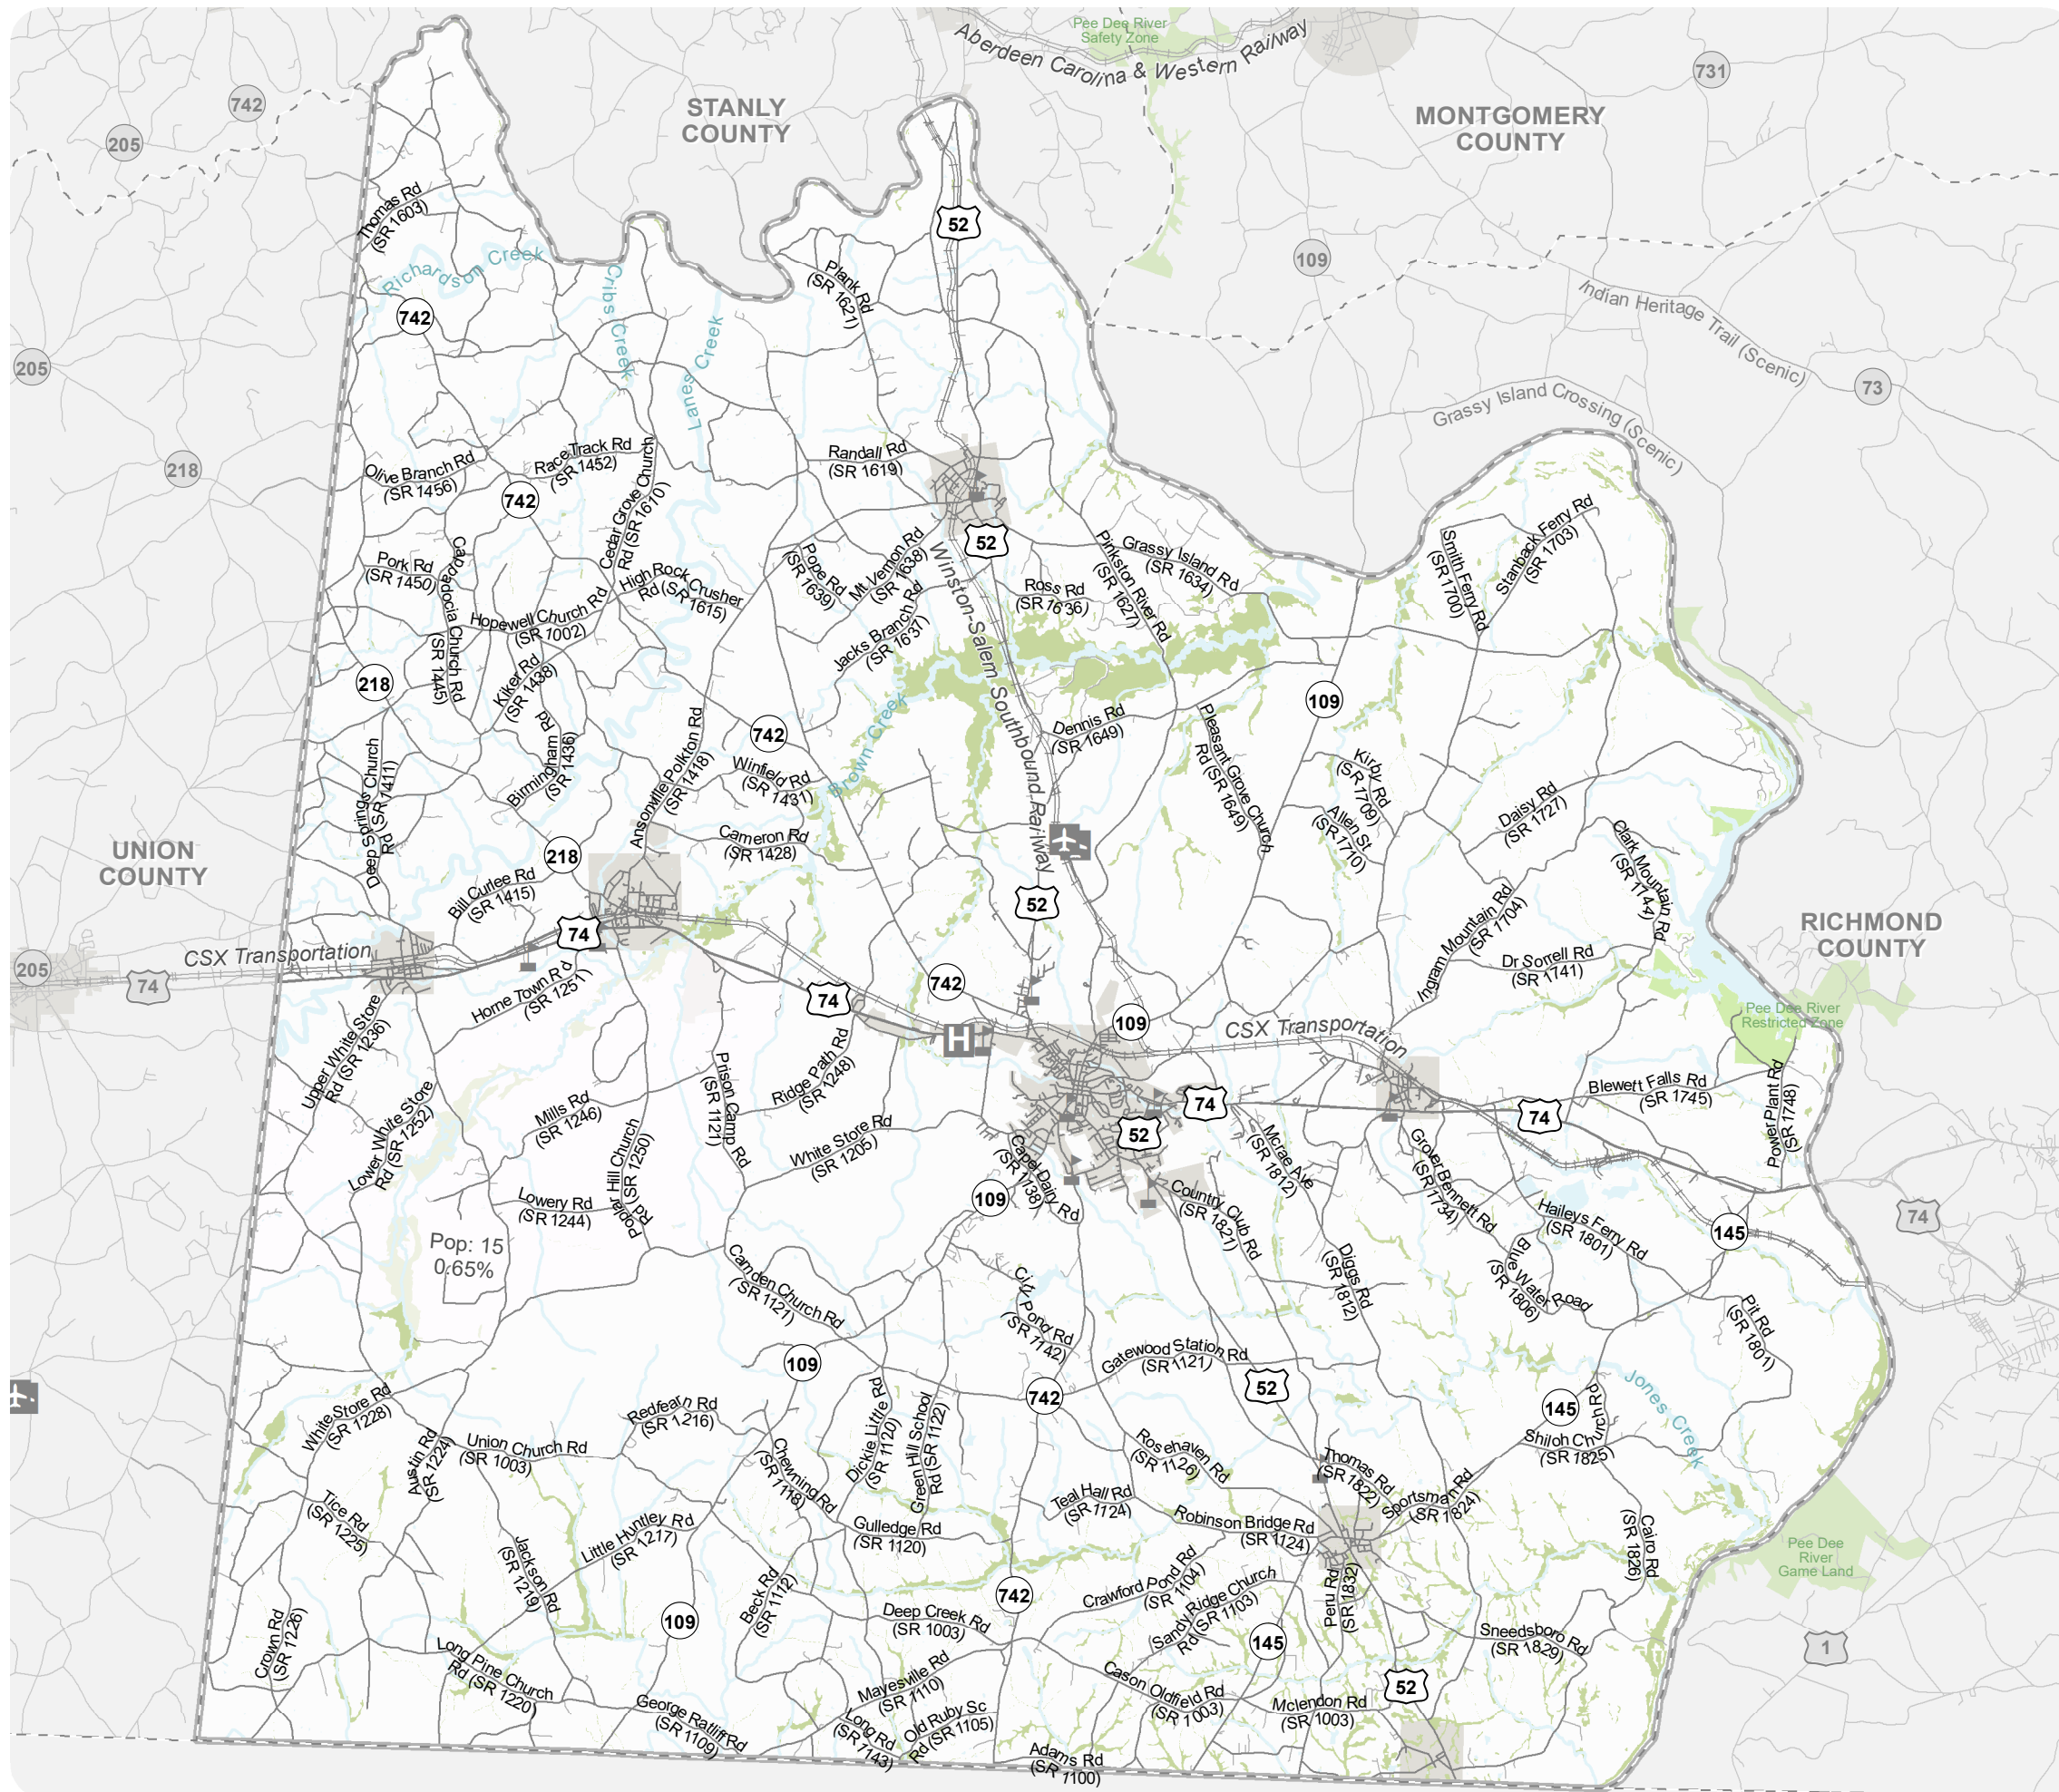 Pee Dee River
Safety Zone
Aberdeen Carolina & Western Railway
731
742
205
STANLY
COUNTY
MONTGOMERY
COUNTY
Thomas Rd
(SR 1603)
52
109
Richardson Creek
Cribs Creek
Plank Rd
(SR 1621)
Indian Heritage Trail (Scenic)
742
Lanes Creek
205
73
Grassy Island Crossing (Scenic)
218
Olive Branch Rd
(SR 1456)
Race Track Rd
(SR 1452)
Randall Rd
(SR 1619)
742
Cedar Grove Church
Rd (SR 1610)
52
Smith Ferry Rd
(SR 1700)
Stanback Ferry Rd
(SR 1703)
Pork Rd
(SR 1450)
Cappadocia Church Rd
(SR 1445)
High Rock Crusher
Rd (SR 1615)
Pope Rd
(SR 1639)
Mt Vernon Rd
(SR 1638)
Winston-Salem Southbound Railway
Ross Rd
(SR 1636)
Pinkston River Rd
(SR 1627)
Grassy Island Rd
(SR 1634)
Hopewell Church Rd
(SR 1002)
Jacks Branch Rd
(SR 1637)
218
Kiker Rd
(SR 1438)
109
Birmingham Rd
(SR 1436)
Ansonville Polkton Rd
(SR 1418)
742
Brown Creek
Dennis Rd
(SR 1649)
Pleasant Grove Church
Rd (SR 1649)
Deep Springs Church
Rd (SR 1411)
Winfield Rd
(SR 1431)
Kirby Rd
(SR 1709)
Allen St
(SR 1710)
Daisy Rd
(SR 1727)
UNION
COUNTY
218
Cameron Rd
(SR 1428)
Clark Mountain Rd
(SR 1744)
Bill Curlee Rd
(SR 1415)
52
Ingram Mountain Rd
(SR 1704)
RICHMOND
COUNTY
74
CSX Transportation
205
74
Horne Town Rd
(SR 1251)
Dr Sorrell Rd
(SR 1741)
742
74
109
Pee Dee River
Restricted Zone
CSX Transportation
H
Upper White Store
Rd (SR 1236)
Lower White Store
Rd (SR 1252)
Mills Rd
(SR 1246)
Prison Camp Rd
(SR 1121)
Ridge Path Rd
(SR 1248)
74
74
Blewett Falls Rd
(SR 1745)
Power Plant Rd
(SR 1748)
Poplar Hill Church
Rd (SR 1250)
White Store Rd
(SR 1205)
52
Capel Dairy Rd
(SR 1738)
Mcrae Ave
(SR 1812)
Grover Bennett Rd
(SR 1734)
Lowery Rd
(SR 1244)
109
Country Club Rd
(SR 1821)
Haileys Ferry Rd
(SR 1801)
145
74
Pop: 15
0.65%
Camden Church Rd
(SR 1121)
City Pond Rd
(SR 1142)
Diggs Rd
(SR 1812)
Blue Water Road
(SR 1806)
Pit Rd
(SR 1801)
109
Gatewood Station Rd
(SR 1121)
52
742
White Store Rd
(SR 1228)
Redfearn Rd
(SR 1216)
Dickie Little Rd
(SR 1120)
Green Hill School
Rd (SR 1122)
145
Jones Creek
Austin Rd
(SR 1224)
Union Church Rd
(SR 1003)
Chewning Rd
(SR 1118)
Rosehaven Rd
(SR 1126)
Thomas Rd
(SR 1822)
Shiloh Church Rd
(SR 1825)
Tice Rd
(SR 1225)
Teal Hall Rd
(SR 1124)
Sportsman Rd
(SR 1824)
Little Huntley Rd
(SR 1217)
Gulledge Rd
(SR 1120)
Robinson Bridge Rd
(SR 1124)
Jackson Rd
(SR 1219)
Cairo Rd
(SR 1826)
Pee Dee
River
Game Land
Beck Rd
(SR 1112)
742
Crawford Pond Rd
(SR 1104)
Sandy Ridge Church
Rd (SR 1103)
Peru Rd
(SR 1832)
Crown Rd
(SR 1226)
109
Deep Creek Rd
(SR 1003)
145
Sneedsboro Rd
(SR 1829)
1
Long Pine Church
Rd (SR 1220)
Mayesville Rd
(SR 1110)
Cason Oldfield Rd
(SR 1003)
Mclendon Rd
(SR 1003)
52
George Ratliff Rd
(SR 1109)
Long Rd
(SR 1143)
Old Ruby Sc
Rd (SR 1105)
Adams Rd
(SR 1100)